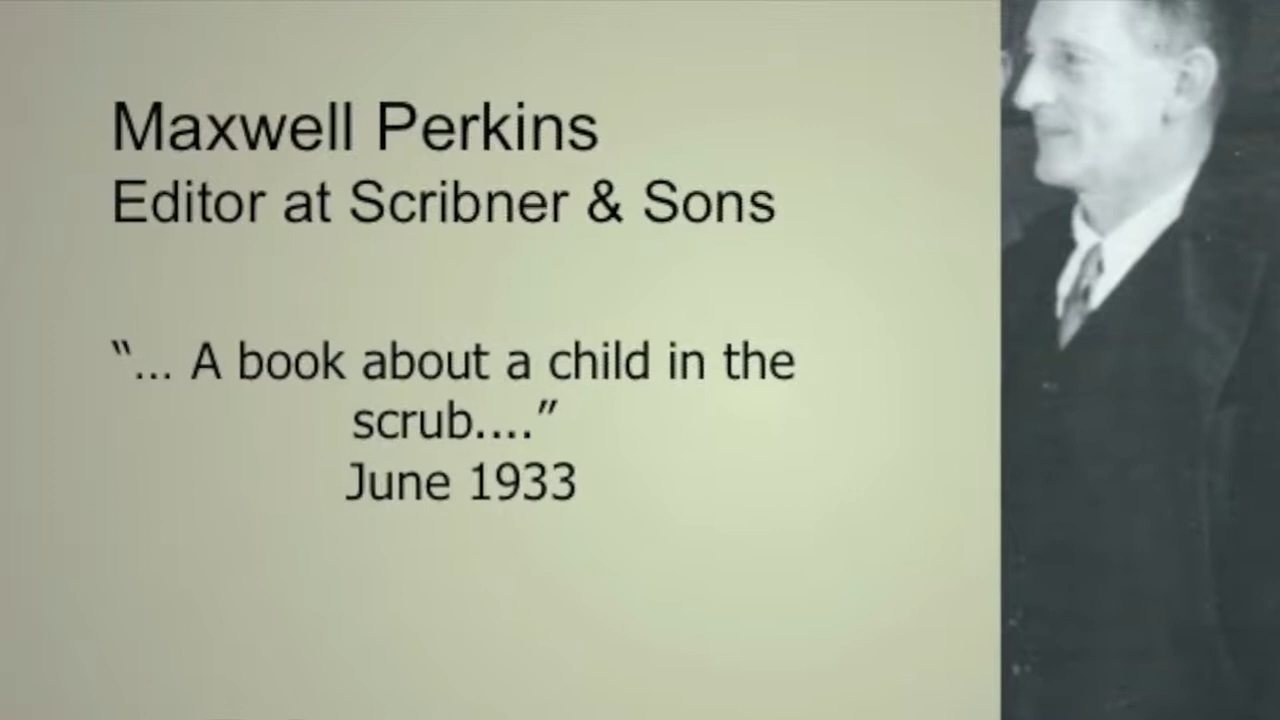 Maxwell Perkins
Editor at Scribner & Sons
“... A book about a child in the
scrub....”
June 1933